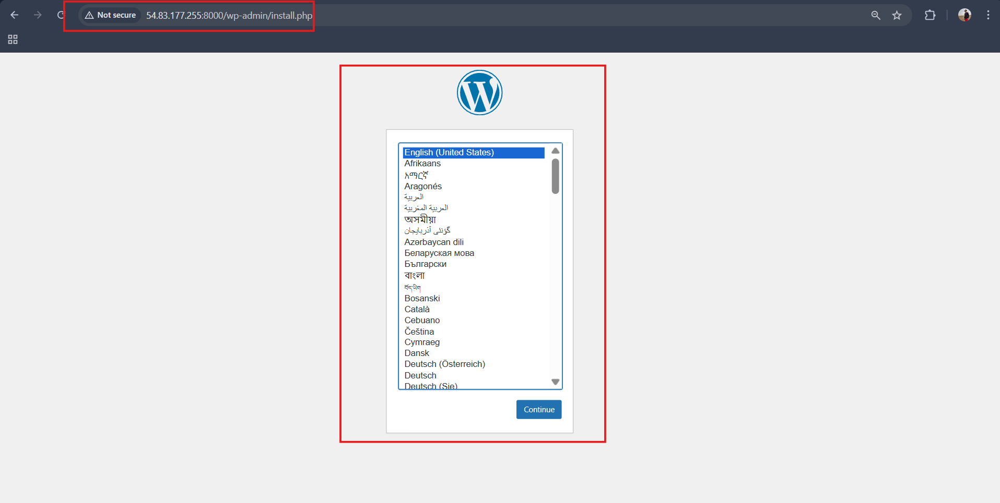 Not secure 54.83.177.255:8000/wp-admin/install.php
English (United States)
Afrikaans
አማርኛ
Aragonés
العربية
العربية المغربية
অসমীয়া
گؤنئی آذربایجان
Azərbaycan dili
Беларуская мова
Български
বাংলা
བོད་ཡིག
Bosanski
Català
Cebuano
Čeština
Cymraeg
Dansk
Deutsch (Österreich)
Deutsch
Deutsch (Sie)
Continue